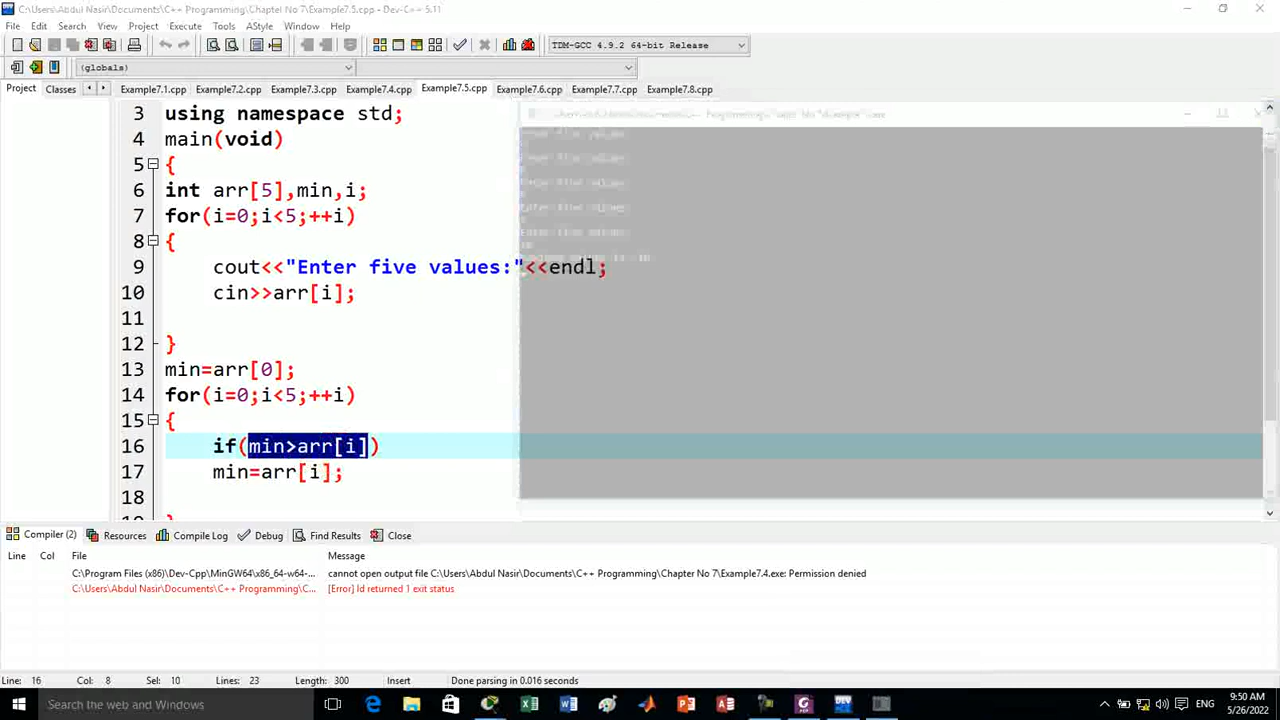 C:\Users\Abdul Nasir\Documents\C++ Programming\Chapter No 7\Example7.5.cpp - Dev-C++ 5.11
File Edit Search View Project Execute Tools AStyle Window Help
TDM-GCC 4.9.2 64-bit Release
(globals)
Project Classes Example7.1.cpp Example7.2.cpp Example7.3.cpp Example7.4.cpp Example7.5.cpp Example7.6.cpp Example7.7.cpp Example7.8.cpp
3 using namespace std;
4 main(void)
5 {
6 int arr[5],min,i;
7 for(i=0;i<5;++i)
8 {
9 cout<<"Enter five values:"<<endl;
10 cin>>arr[i];
11
12 }
13 min=arr[0];
14 for(i=0;i<5;++i)
15 {
16 if(min>arr[i])
17 min=arr[i];
18
Compiler (2) Resources Compile Log Debug Find Results Close
Line Col File Message
C:\Program Files (x86)\Dev-Cpp\MinGW64\x86_64-w64-... cannot open output file C:\Users\Abdul Nasir\Documents\C++ Programming\Chapter No 7\Example7.4.exe: Permission denied
C:\Users\Abdul Nasir\Documents\C++ Programming\C... [Error] ld returned 1 exit status
Line: 16 Col: 8 Sel: 10 Lines: 23 Length: 300 Insert Done parsing in 0.016 seconds
Search the web and Windows
9:50 AM
5/26/2022